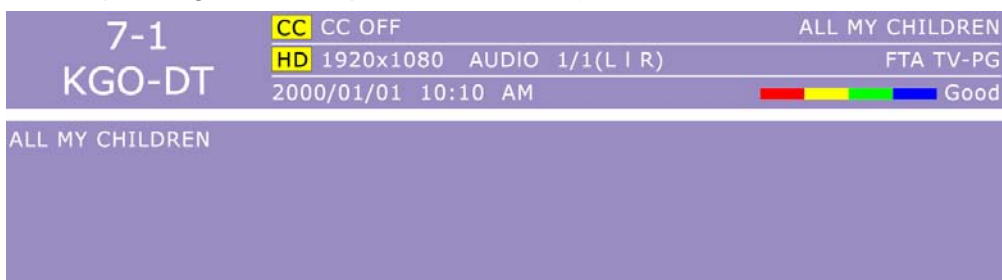 7-1
KGO-DT
CC CC OFF ALL MY CHILDREN
HD 1920x1080 AUDIO 1/1(L l R) FTA TV-PG
2000/01/01 10:10 AM Good
ALL MY CHILDREN